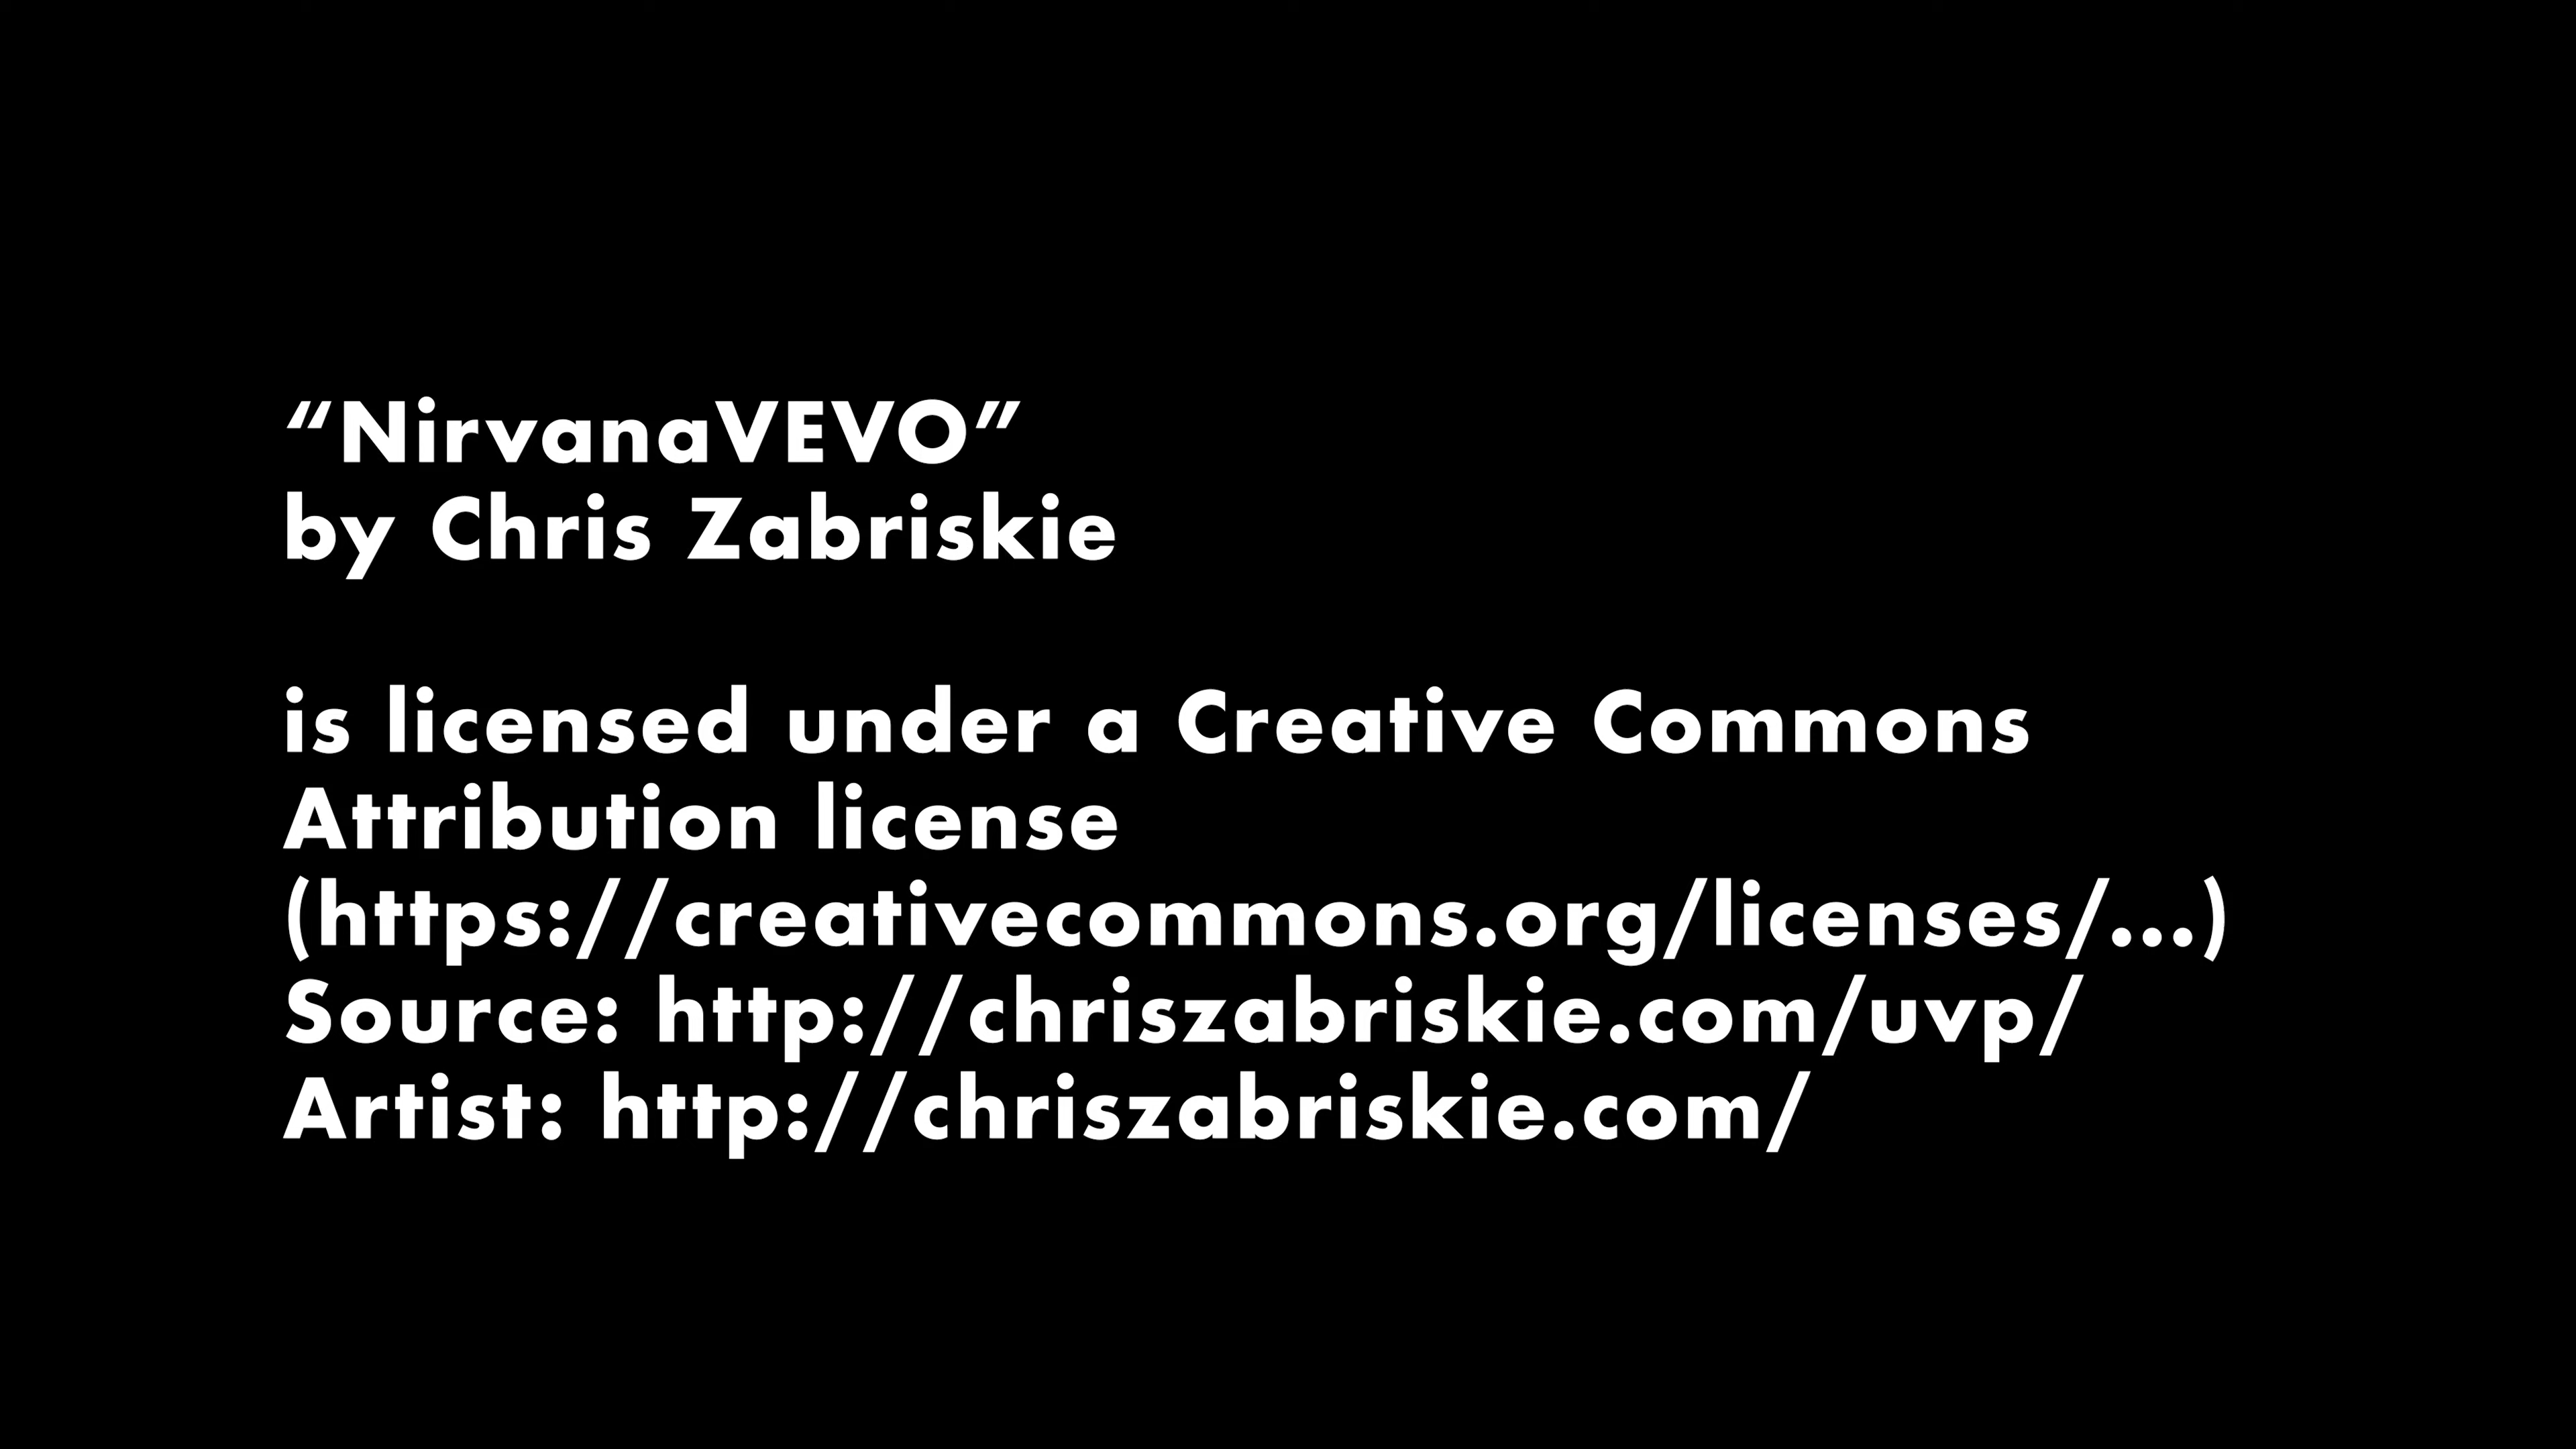 “NirvanaVEVO”
by Chris Zabriskie
is licensed under a Creative Commons
Attribution license
(https://creativecommons.org/licenses/...)
Source: http://chriszabriskie.com/uvp/
Artist: http://chriszabriskie.com/